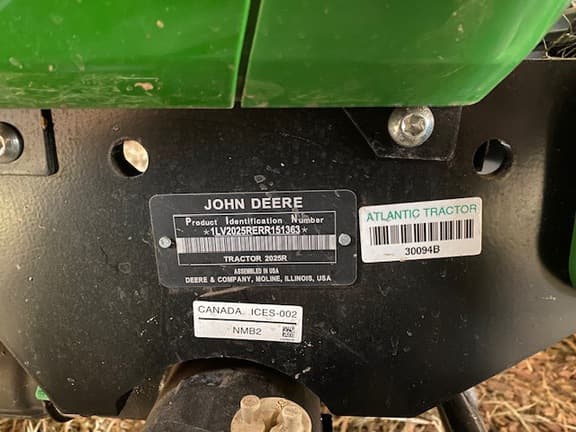 JOHN DEERE
Product Identification Number
*1LV2025RERR151363*
TRACTOR 2025R
ASSEMBLED IN USA
DEERE & COMPANY, MOLINE, ILLINOIS, USA
ATLANTIC TRACTOR
30094B
CANADA. ICES-002
NMB2